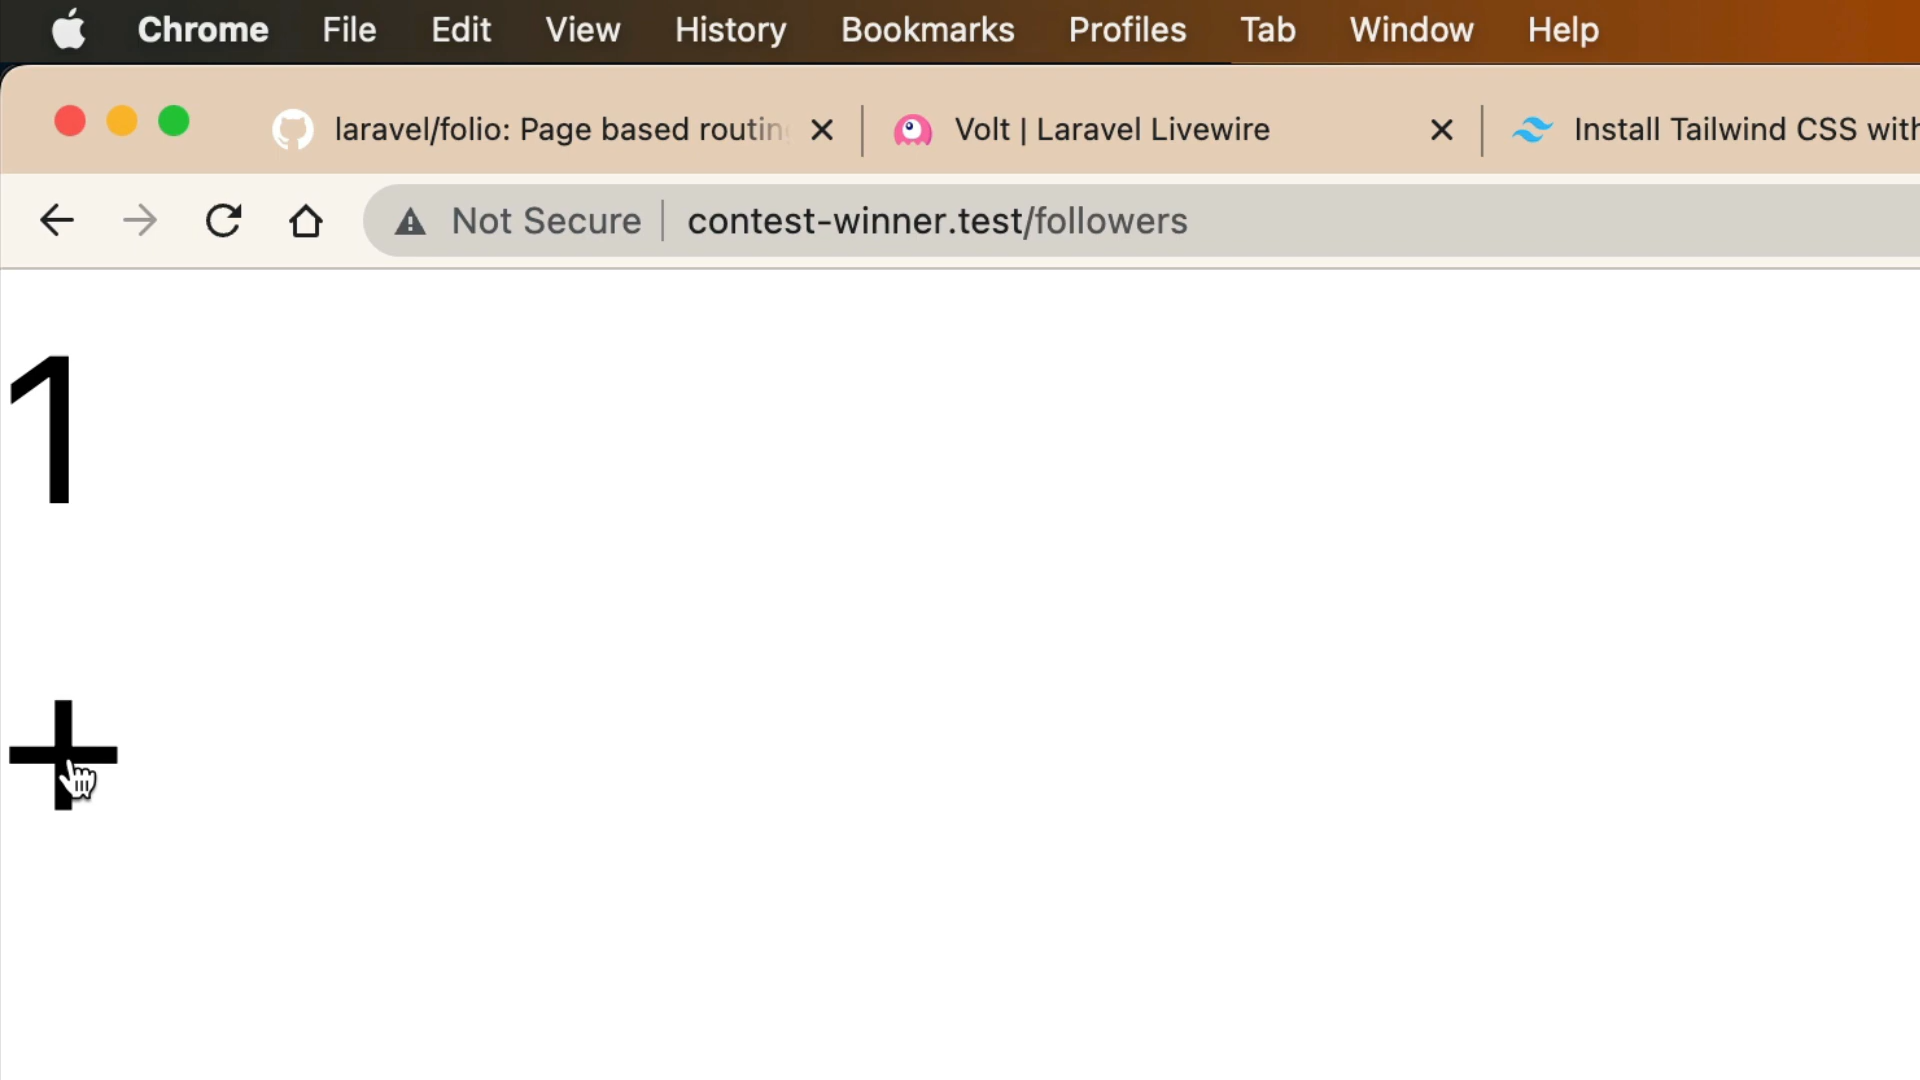 Chrome File Edit View History Bookmarks Profiles Tab Window Help
laravel/folio: Page based routin Volt | Laravel Livewire Install Tailwind CSS with
Not Secure contest-winner.test/followers
1
+